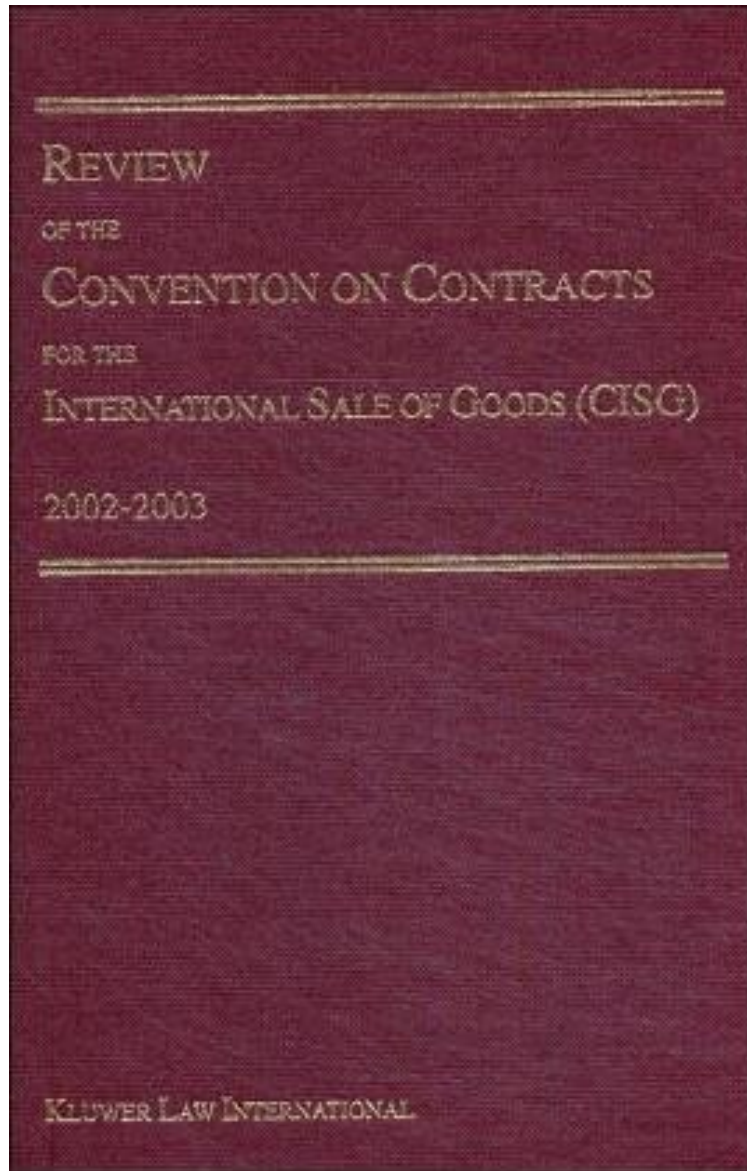 REVIEW
OF THE
CONVENTION ON CONTRACTS
FOR THE
INTERNATIONAL SALE OF GOODS (CISG)
2002-2003
KLUWER LAW INTERNATIONAL